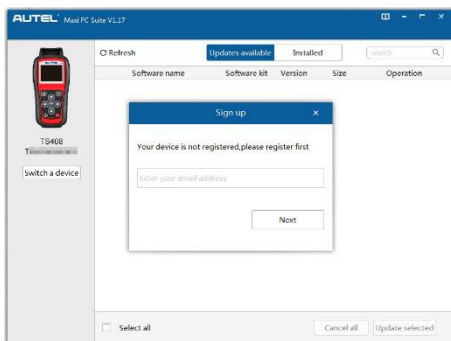 AUTEL Maxi PC Suite V1.17
Refresh
Updates available
Installed
search
Software name Software kit Version Size Operation
TS408
Switch a device
Sign up
Your device is not registered,please register first
Enter your email address
Next
Select all
Cancel all
Update selected